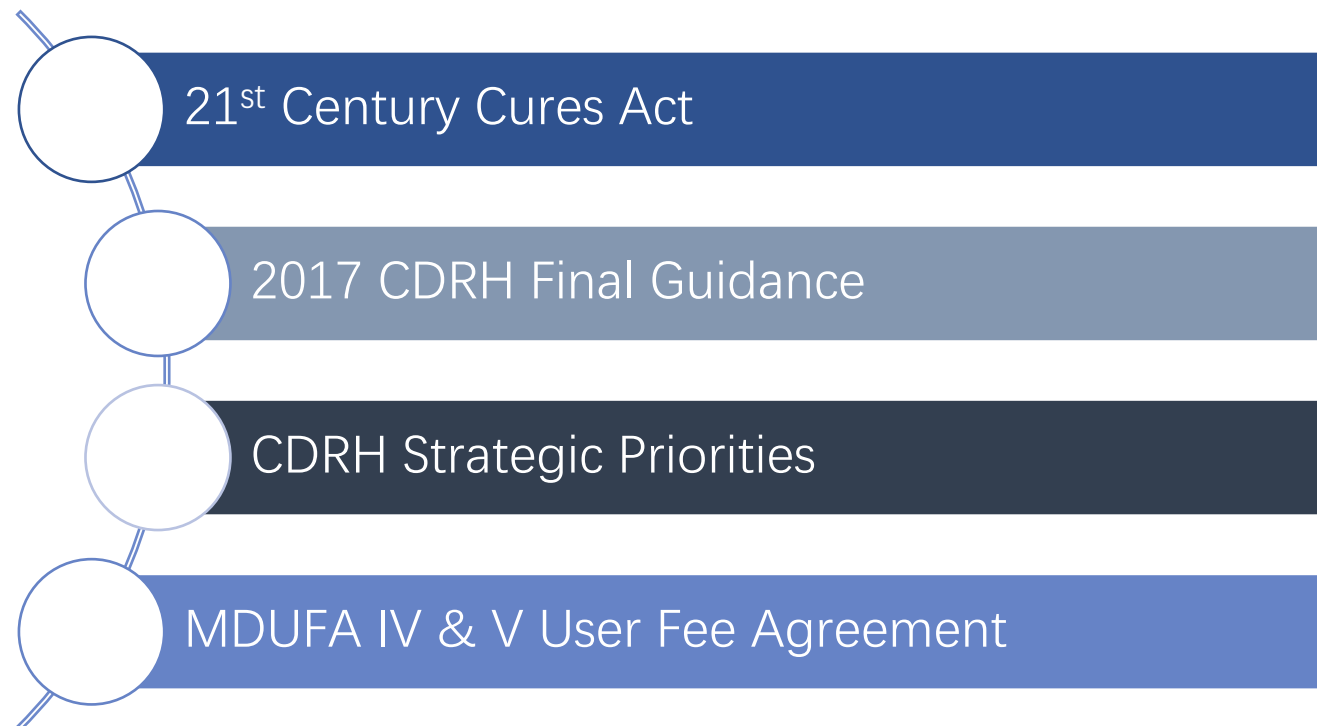 21st Century Cures Act
2017 CDRH Final Guidance
CDRH Strategic Priorities
MDUFA IV & V User Fee Agreement